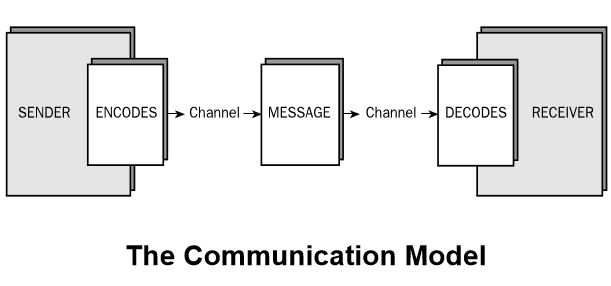 SENDER ENCODES Channel MESSAGE Channel DECODES RECEIVER
The Communication Model